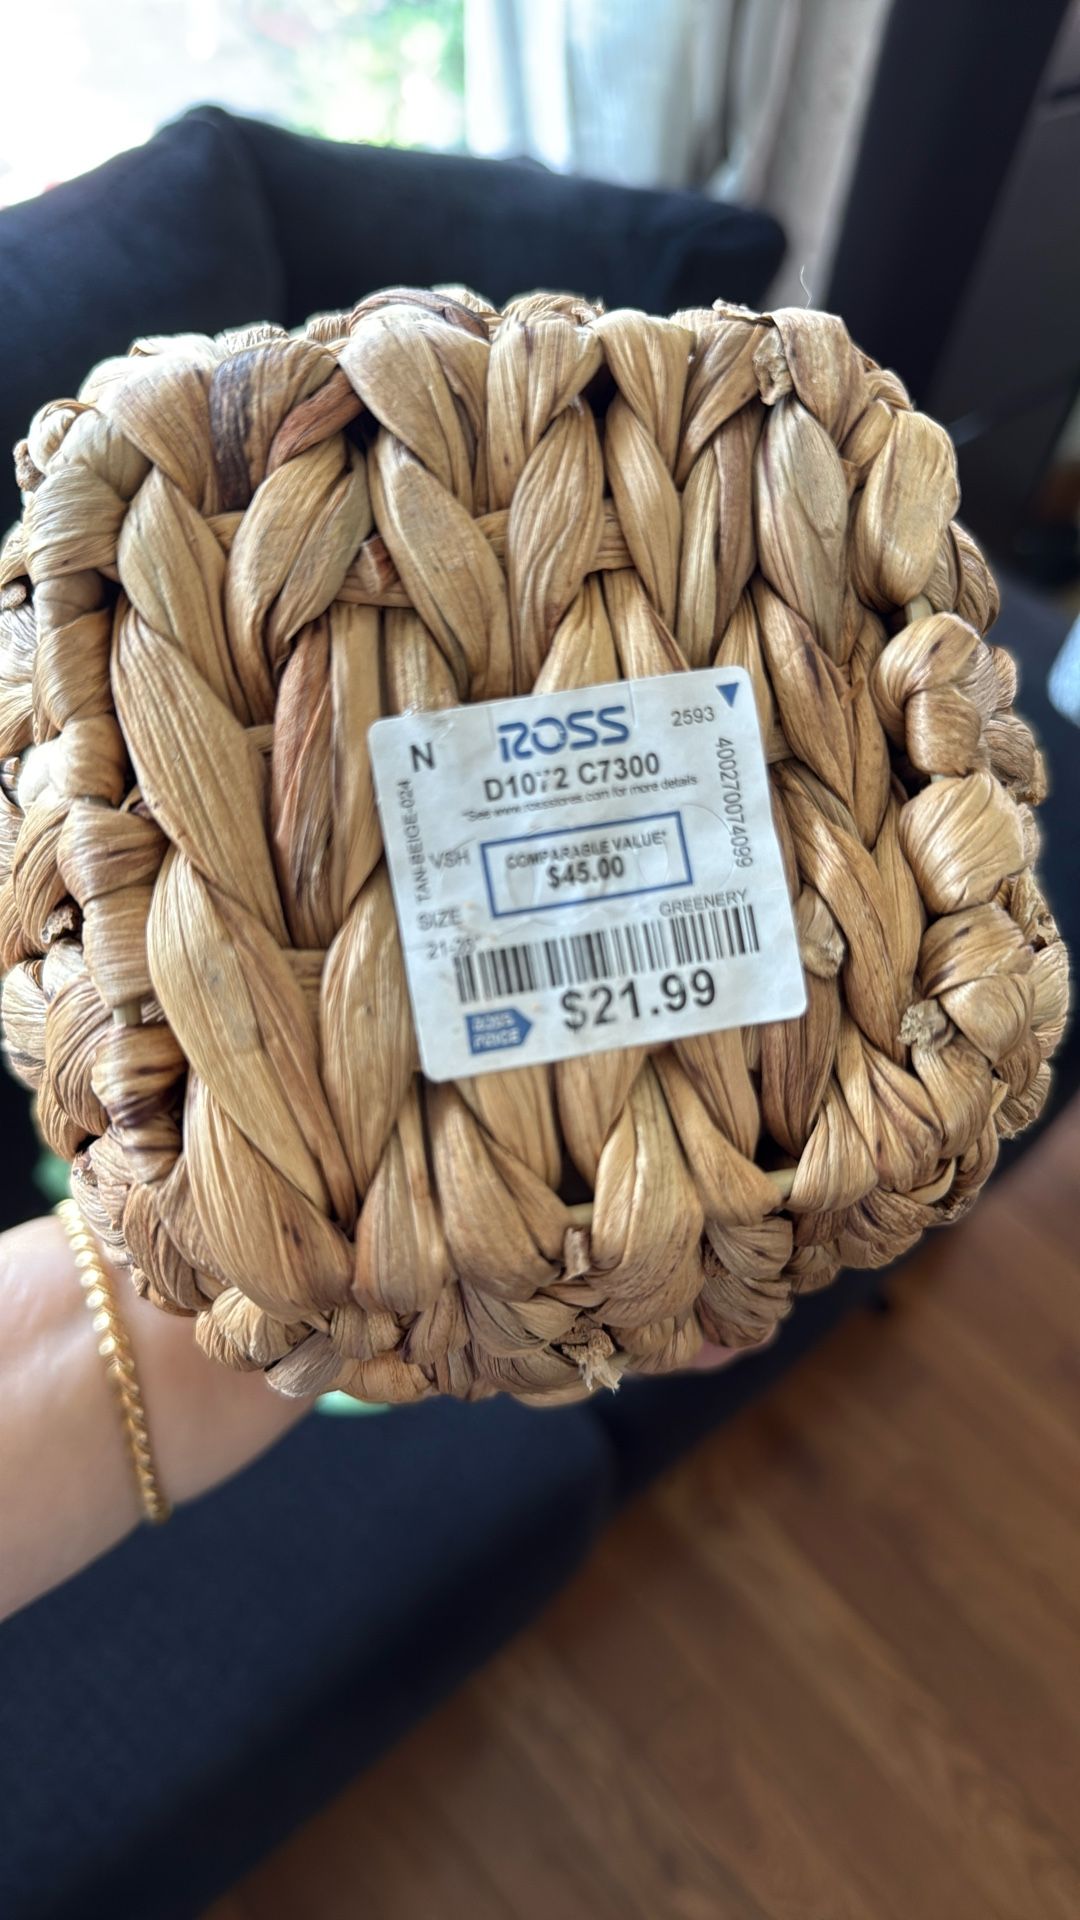 ROSS
2593
N
D1072 C7300
*See www.rossstores.com for more details
400270074099
TAN-BEIGE-024
VSH
COMPARABLE VALUE*
$45.00
SIZE
GREENERY
ROSS PRICE
$21.99